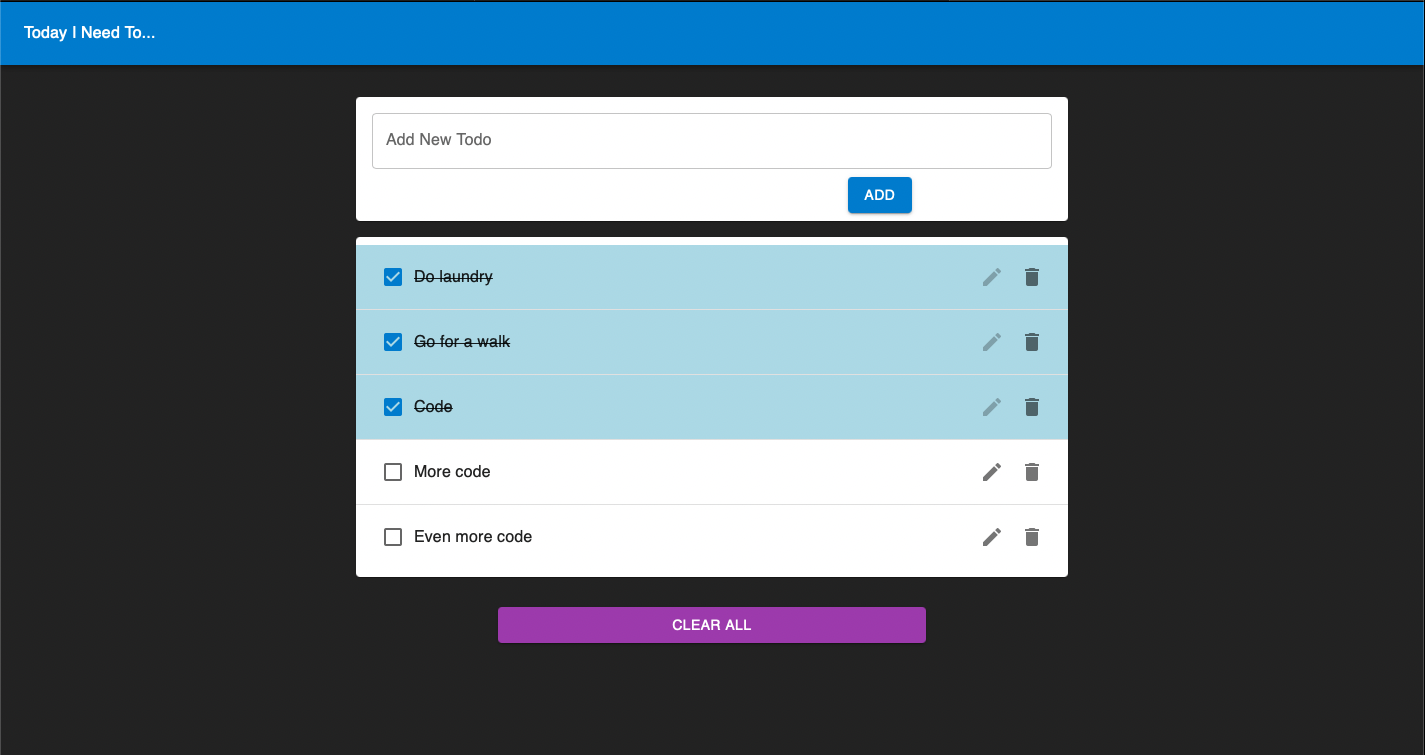 Today I Need To...
Add New Todo
ADD
Do laundry
Go for a walk
Code
More code
Even more code
CLEAR ALL